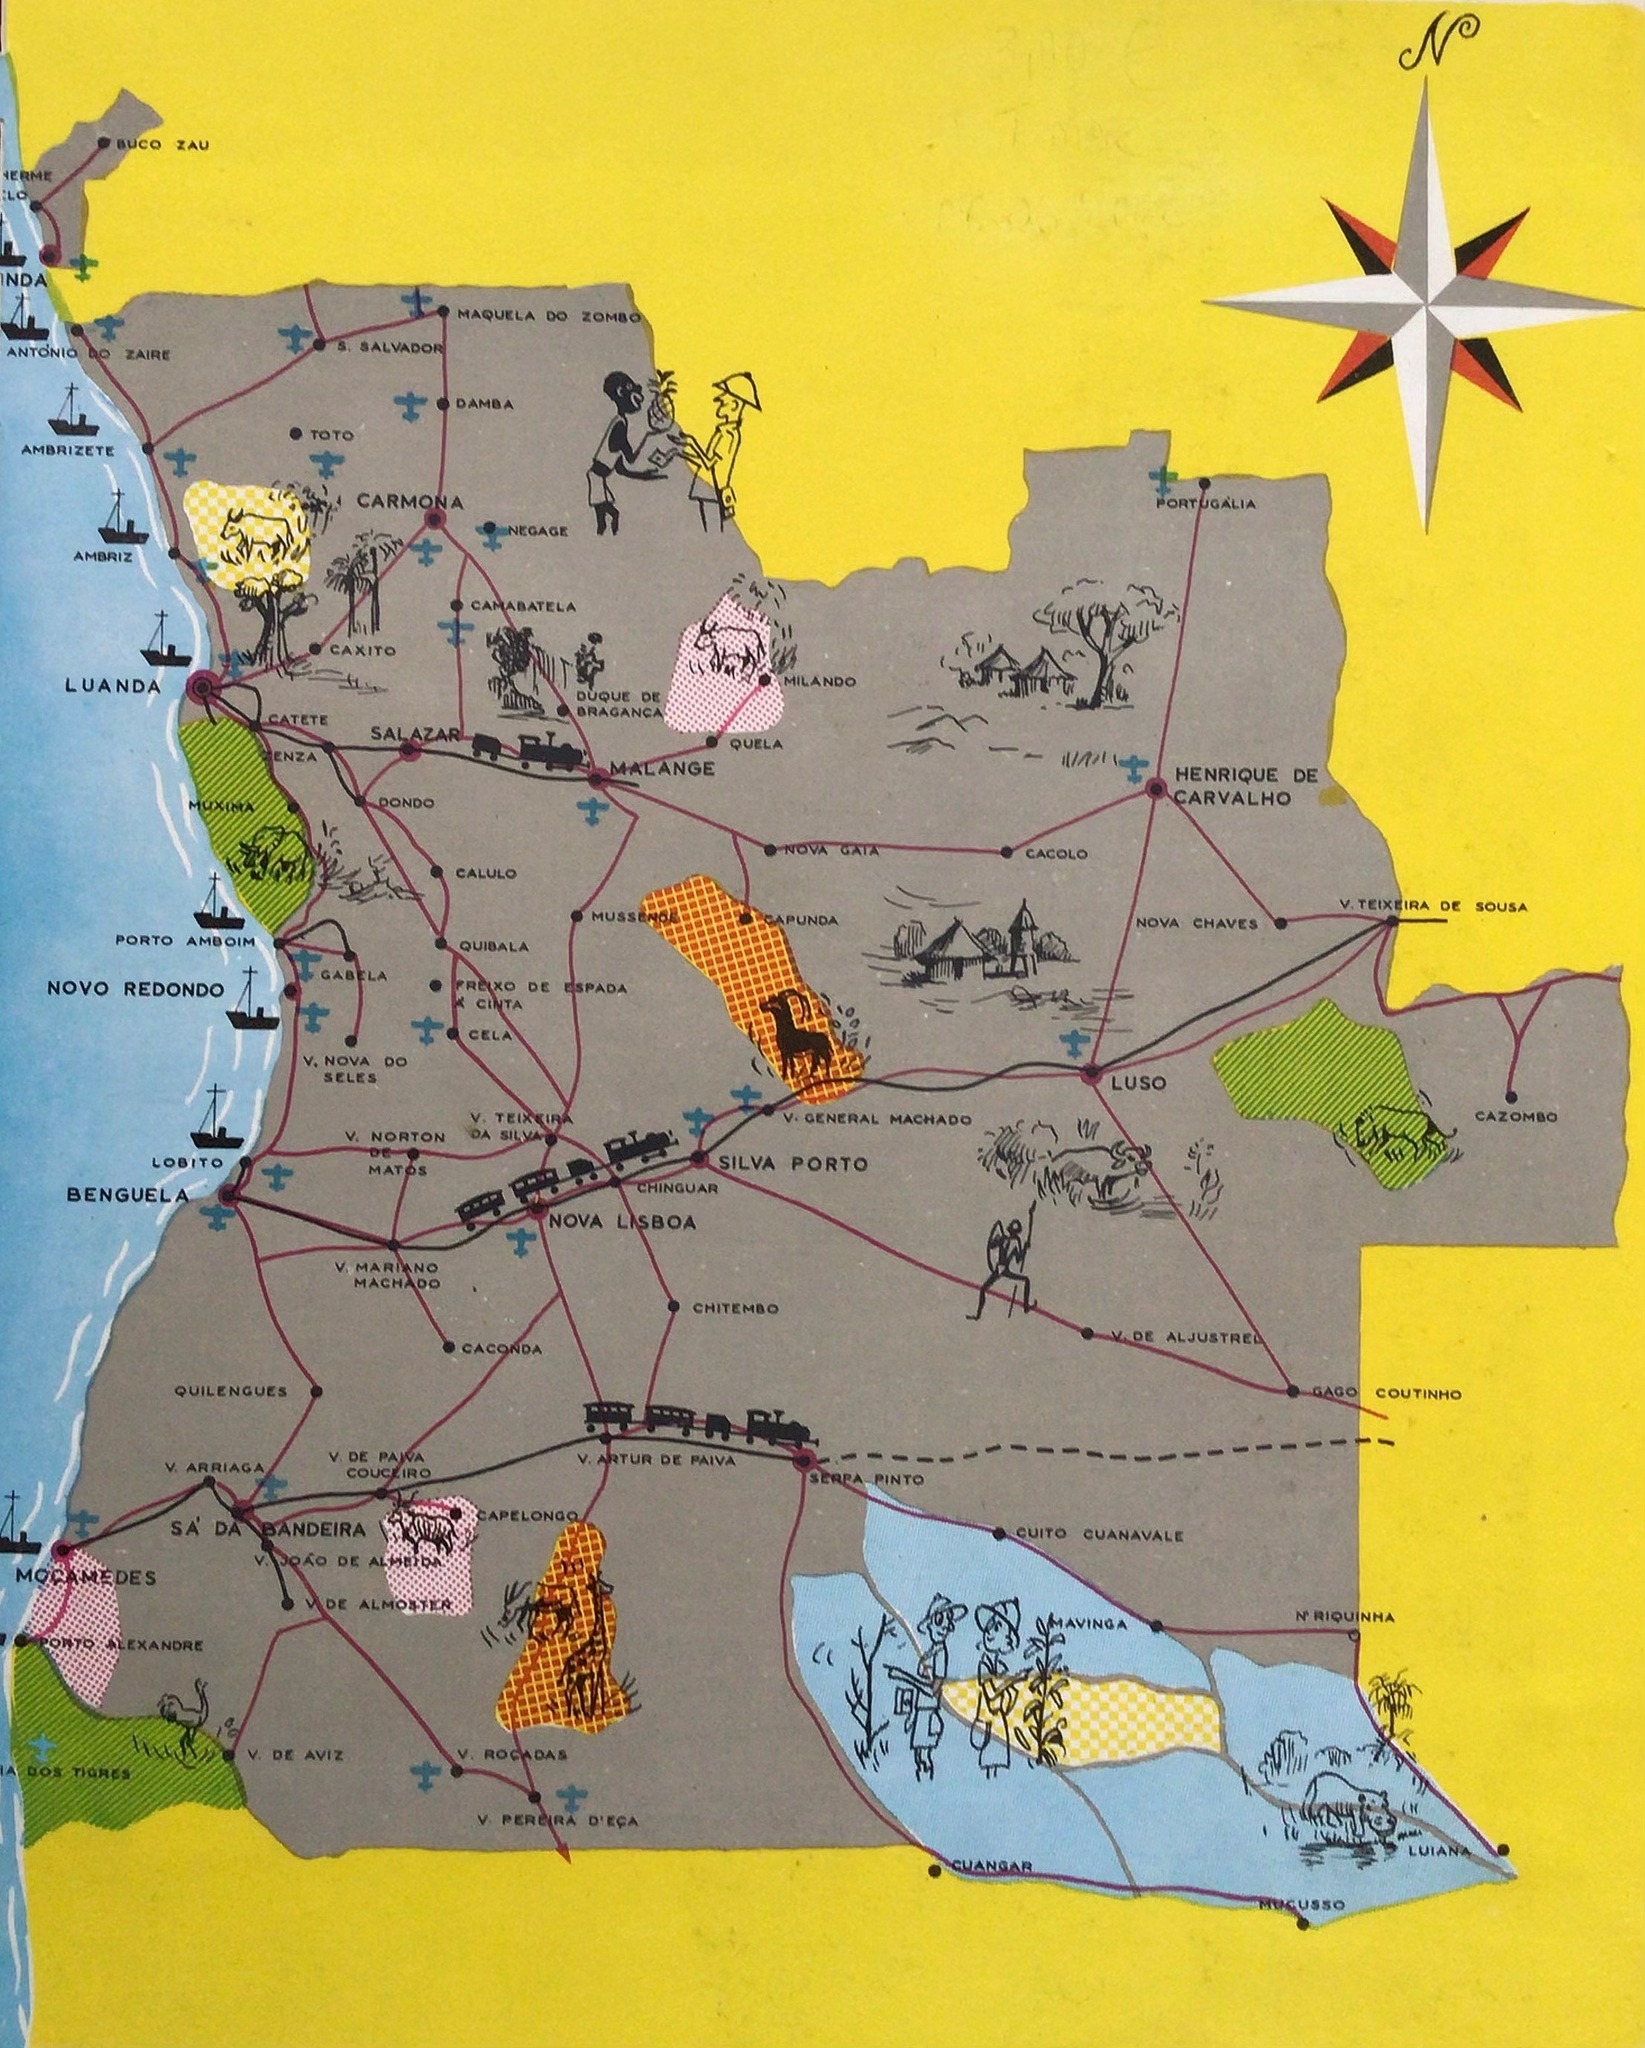 N
BUCO ZAU
HERME
ELO
INDA
ANTÓNIO DO ZAIRE
MAQUELA DO ZOMBO
S. SALVADOR
DAMBA
TOTO
AMBRIZETE
CARMONA
NEGAGE
PORTUGÁLIA
AMBRIZ
CAMABATELA
CAXITO
LUANDA
MILANDO
DUQUE DE
BRAGANÇA
CATETE
SALAZAR
QUELA
ZENZA
MALANGE
HENRIQUE DE
CARVALHO
MUXIMA
DONDO
NOVA GAIA
CACOLO
CALULO
MUSSENDE
CAPUNDA
NOVA CHAVES
V. TEIXEIRA DE SOUSA
PORTO AMBOIM
QUIBALA
GABELA
NOVO REDONDO
FREIXO DE ESPADA
À CINTA
CELA
V. NOVA DO
SELES
LUSO
V. TEIXEIRA
DA SILVA
V. GENERAL MACHADO
CAZOMBO
V. NORTON
DE
MATOS
LOBITO
SILVA PORTO
BENGUELA
CHINGUAR
NOVA LISBOA
V. MARIANO
MACHADO
CHITEMBO
CACONDA
V. DE ALJUSTREL
QUILENGUES
GAGO COUTINHO
V. ARRIAGA
V. DE PAIVA
COUCEIRO
V. ARTUR DE PAIVA
SERPA PINTO
SÁ DA BANDEIRA
CAPELONGO
CUITO CUANAVALE
V. JOÃO DE ALMEIDA
MOÇAMEDES
V. DE ALMOSTER
MAVINGA
Nª RIQUINHA
PORTO ALEXANDRE
V. DE AVIZ
V. ROÇADAS
IA DOS TIGRES
V. PEREIRA D'EÇA
LUIANA
CUANGAR
MUCUSSO